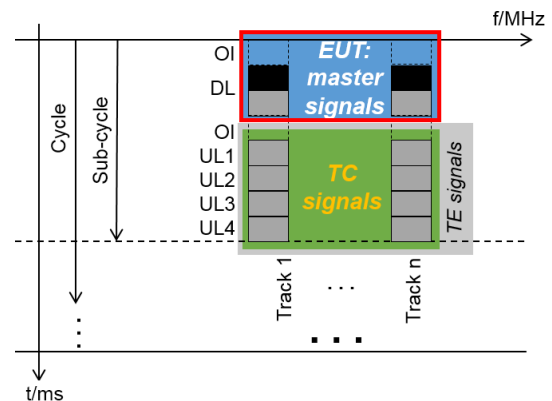 f/MHz
OI
EUT:
master
signals
DL
Cycle
Sub-cycle
OI
UL1
UL2
UL3
UL4
TC
signals
TE signals
Track 1
...
Track n
...
...
t/ms